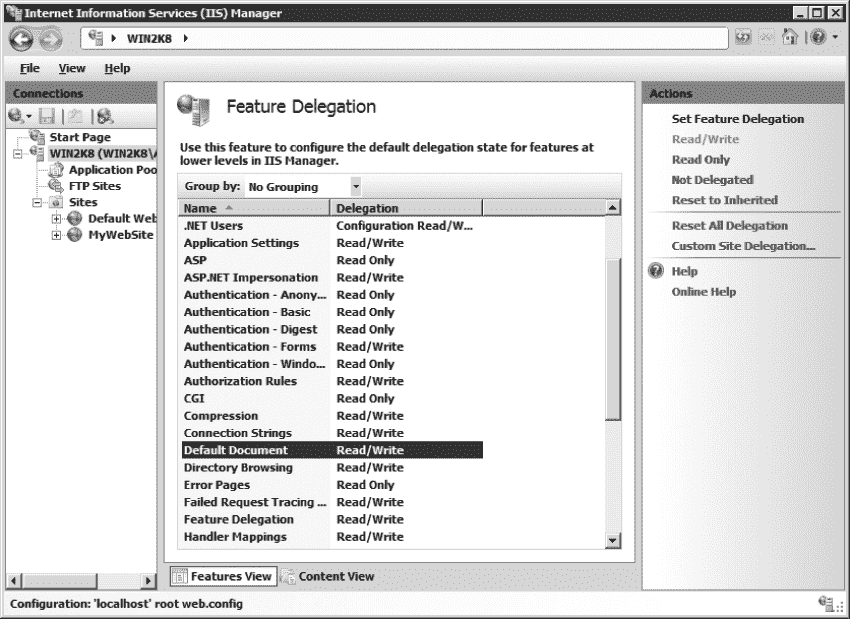 Internet Information Services (IIS) Manager
WIN2K8
File View Help
Connections
Start Page
WIN2K8 (WIN2K8\A
Application Poo
FTP Sites
Sites
Default Web
MyWebSite
Feature Delegation
Use this feature to configure the default delegation state for features at
lower levels in IIS Manager.
Group by: No Grouping
Name Delegation
.NET Users Configuration Read/W...
Application Settings Read/Write
ASP Read Only
ASP.NET Impersonation Read/Write
Authentication - Anony... Read Only
Authentication - Basic Read Only
Authentication - Digest Read Only
Authentication - Forms Read/Write
Authentication - Windo... Read Only
Authorization Rules Read/Write
CGI Read Only
Compression Read/Write
Connection Strings Read/Write
Default Document Read/Write
Directory Browsing Read/Write
Error Pages Read Only
Failed Request Tracing ... Read/Write
Feature Delegation Read/Write
Handler Mappings Read/Write
Features View Content View
Actions
Set Feature Delegation
Read/Write
Read Only
Not Delegated
Reset to Inherited
Reset All Delegation
Custom Site Delegation...
Help
Online Help
Configuration: 'localhost' root web.config